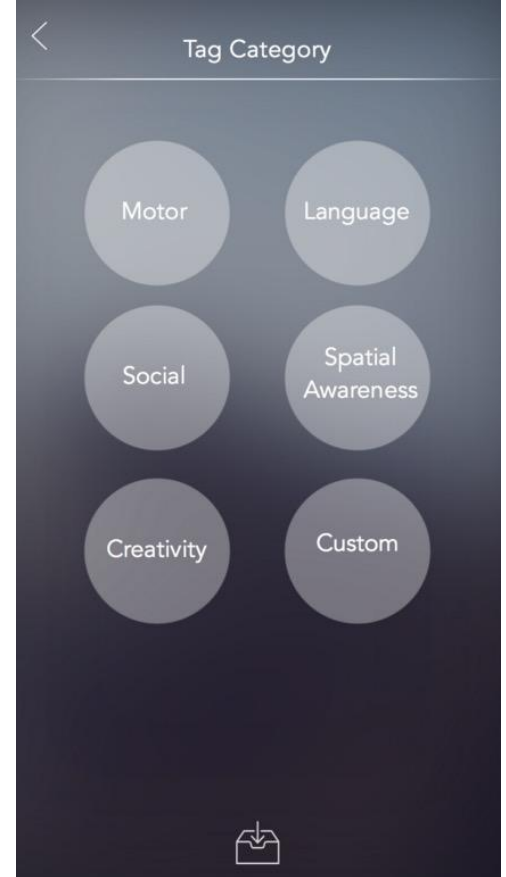 Tag Category
Motor
Language
Social
Spatial
Awareness
Creativity
Custom